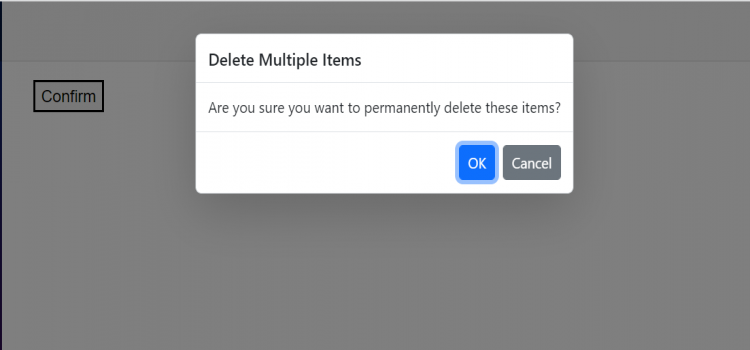 Delete Multiple Items
Confirm
Are you sure you want to permanently delete these items?
OK Cancel